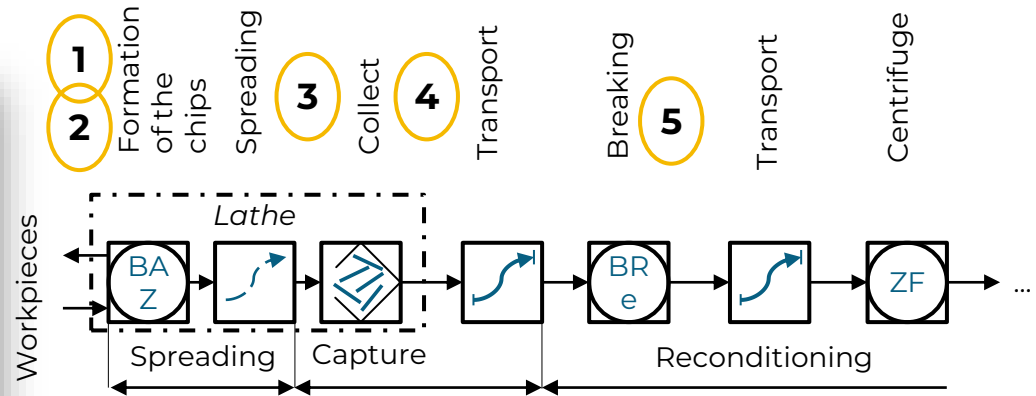 1
2
Formation
of the
chips
Spreading
3
Collect
4
Transport
Breaking
5
Transport
Centrifuge
Workpieces
Lathe
BA
Z
BR
e
ZF
...
Spreading
Capture
Reconditioning